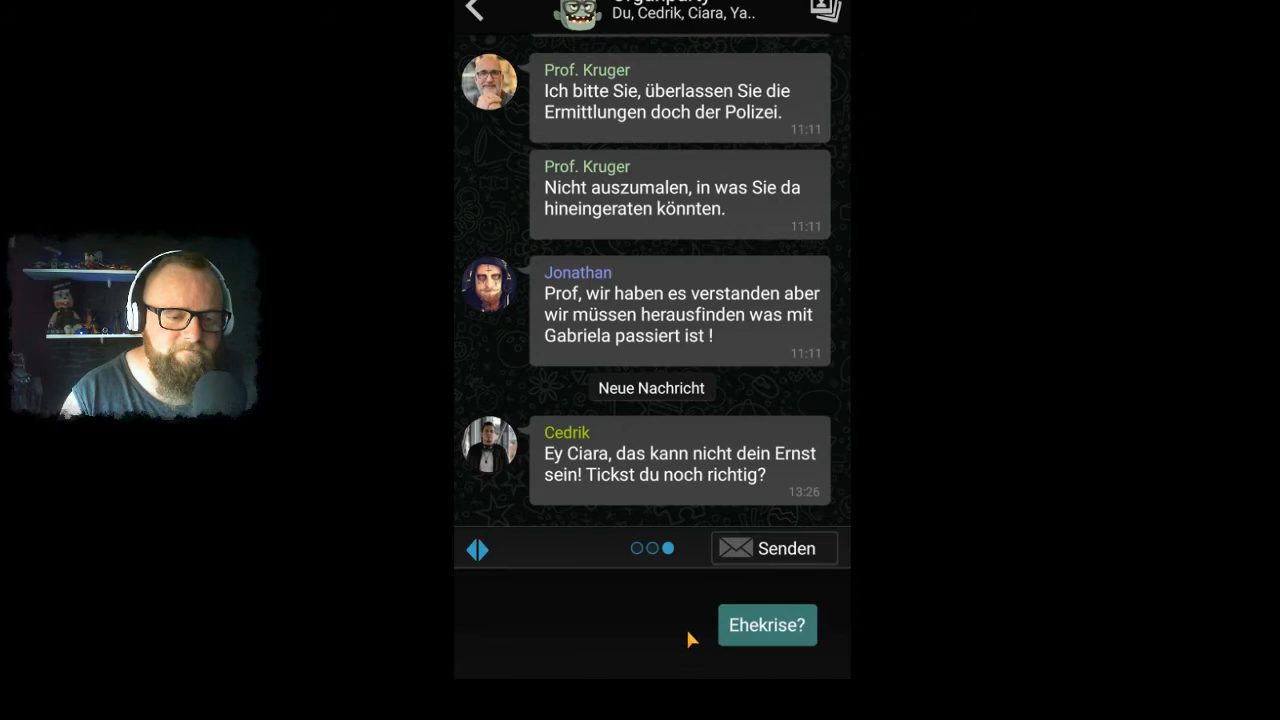 Du, Cedrik, Ciara, Ya..
Prof. Kruger
Ich bitte Sie, überlassen Sie die
Ermittlungen doch der Polizei.
11:11
Prof. Kruger
Nicht auszumalen, in was Sie da
hineingeraten könnten.
11:11
Jonathan
Prof, wir haben es verstanden aber
wir müssen herausfinden was mit
Gabriela passiert ist !
11:11
Neue Nachricht
Cedrik
Ey Ciara, das kann nicht dein Ernst
sein! Tickst du noch richtig?
13:26
Senden
Ehekrise?